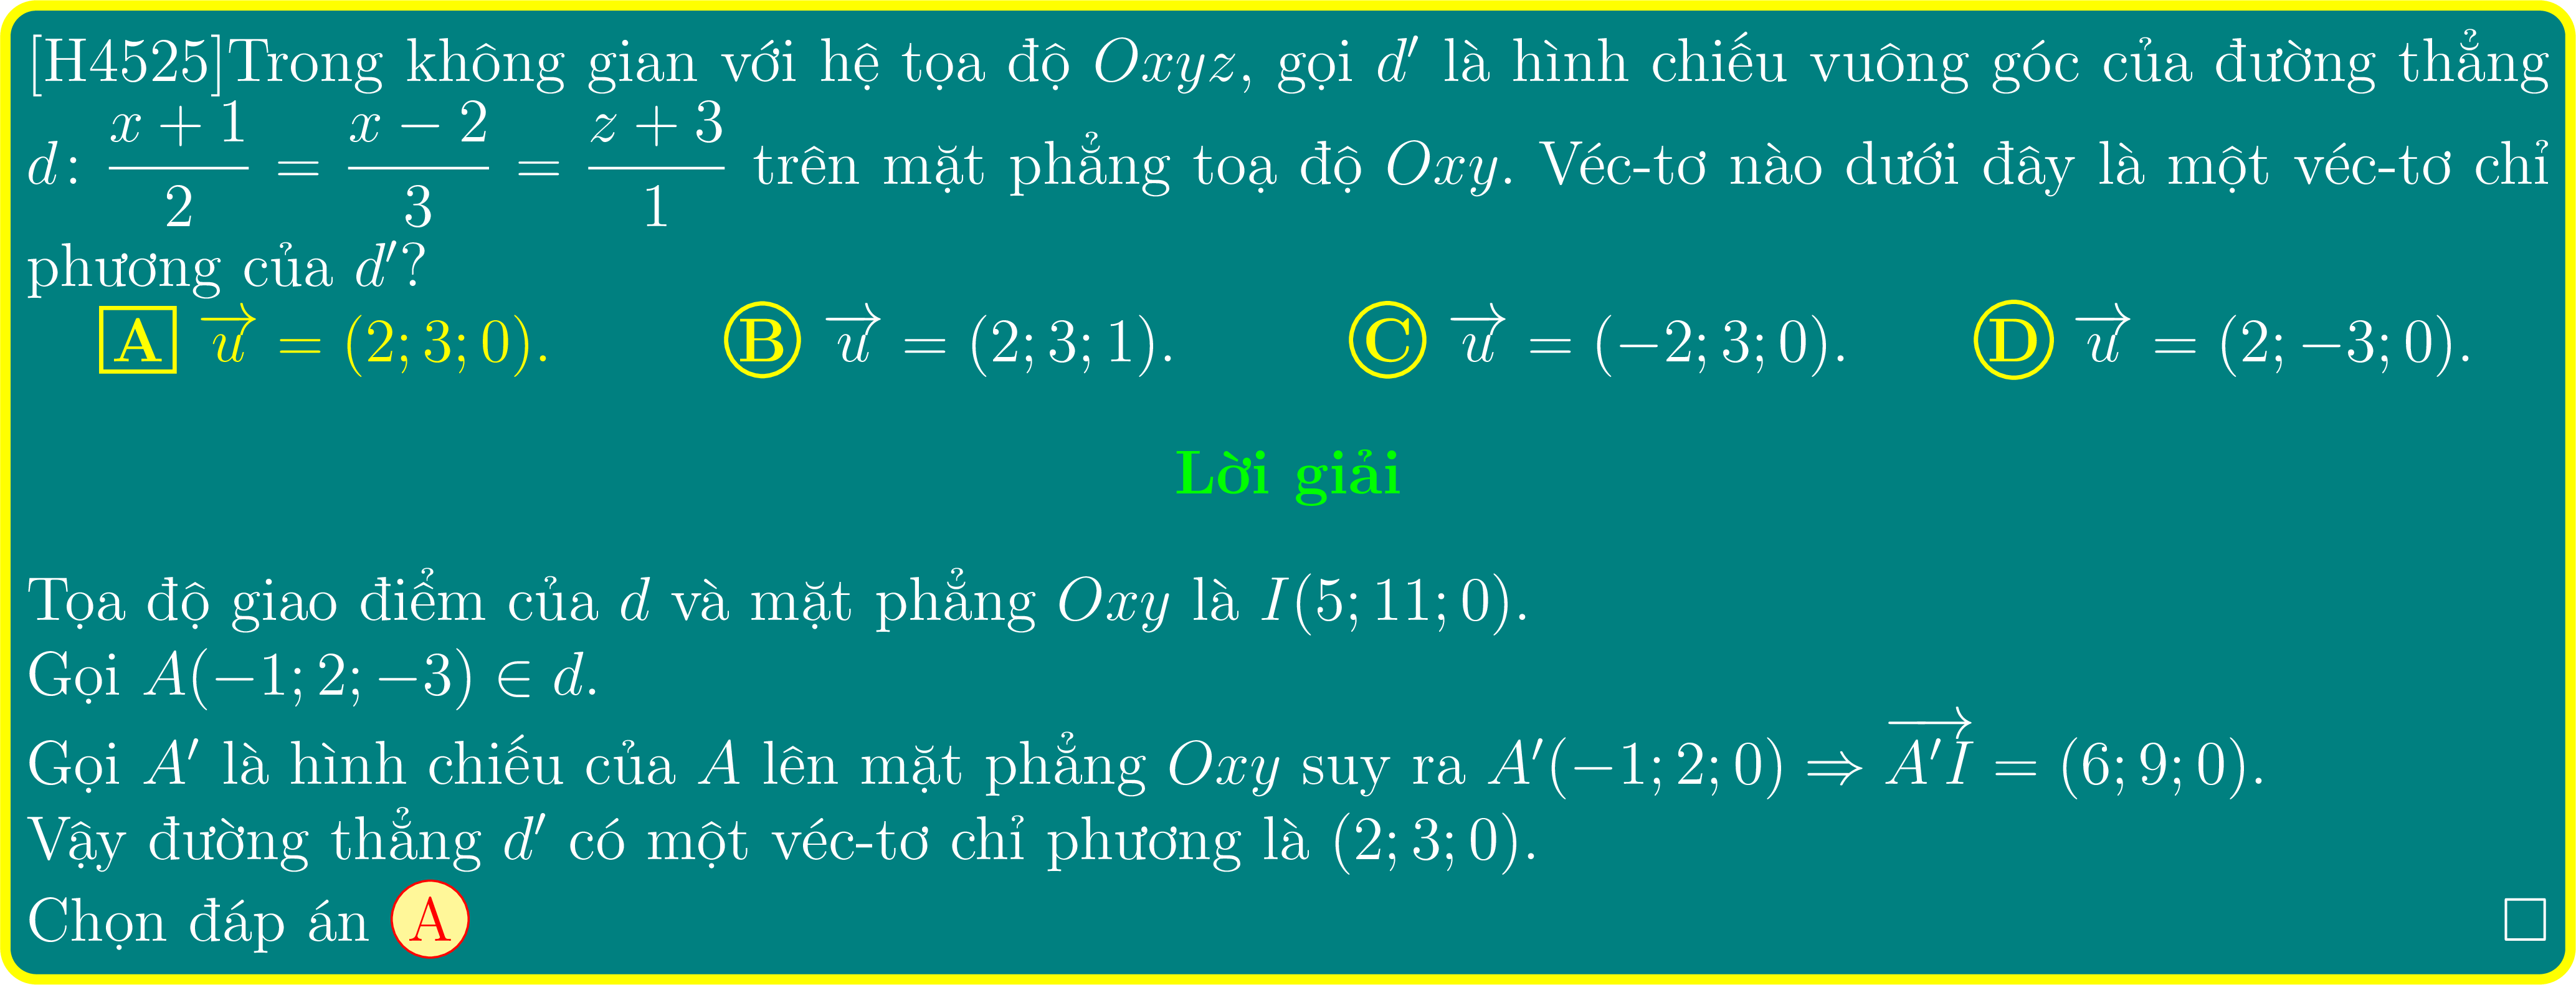 [H4525]Trong không gian với hệ tọa độ Oxyz, gọi d′ là hình chiếu vuông góc của đường thẳng
d: \frac{x + 1}{2} = \frac{x − 2}{3} = \frac{z + 3}{1} trên mặt phẳng toạ độ Oxy. Véc-tơ nào dưới đây là một véc-tơ chỉ
phương của d′?
A \overrightarrow{u} = (2; 3; 0). B \overrightarrow{u} = (2; 3; 1). C \overrightarrow{u} = (−2; 3; 0). D \overrightarrow{u} = (2; −3; 0).
Lời giải
Tọa độ giao điểm của d và mặt phẳng Oxy là I(5; 11; 0).
Gọi A(−1; 2; −3) ∈ d.
Gọi A′ là hình chiếu của A lên mặt phẳng Oxy suy ra A′(−1; 2; 0) ⇒ \overrightarrow{A′I} = (6; 9; 0).
Vậy đường thẳng d′ có một véc-tơ chỉ phương là (2; 3; 0).
Chọn đáp án A □